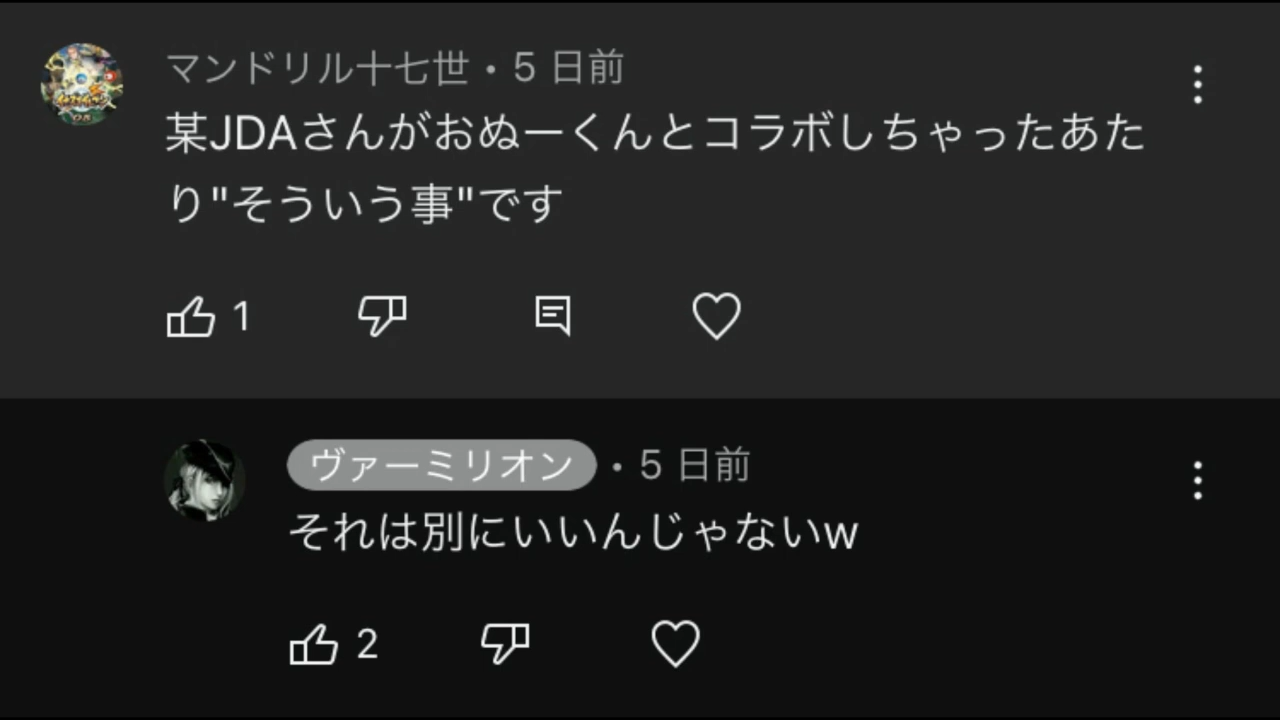 マンドリル十七世・5 日前
某JDAさんがおぬーくんとコラボしちゃったあた
り"そういう事"です
1
ヴァーミリオン・5 日前
それは別にいいんじゃないw
2